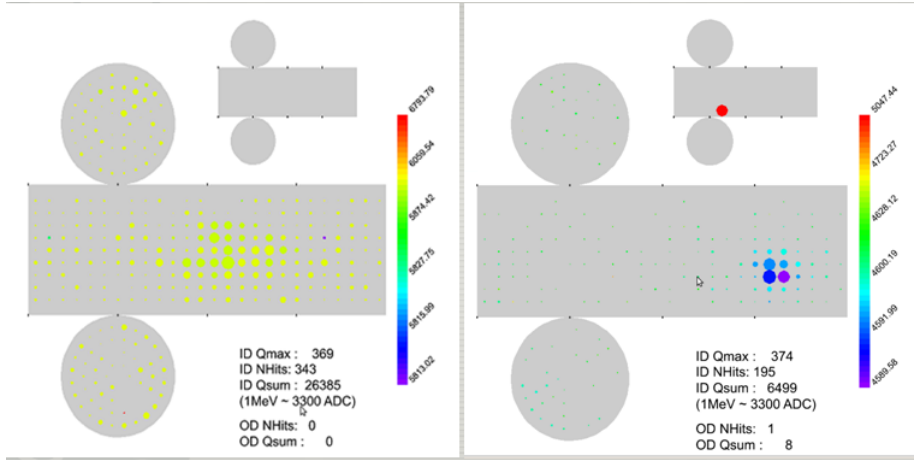 6793.79
6059.54
5874.42
5827.75
5815.99
5813.02
ID Qmax : 369
ID NHits: 343
ID Qsum : 26385
(1MeV ~ 3300 ADC)
OD NHits: 0
OD Qsum : 0
5047.44
4723.27
4628.12
4600.19
4591.99
4589.58
ID Qmax : 374
ID NHits: 195
ID Qsum : 6499
(1MeV ~ 3300 ADC)
OD NHits: 1
OD Qsum : 8